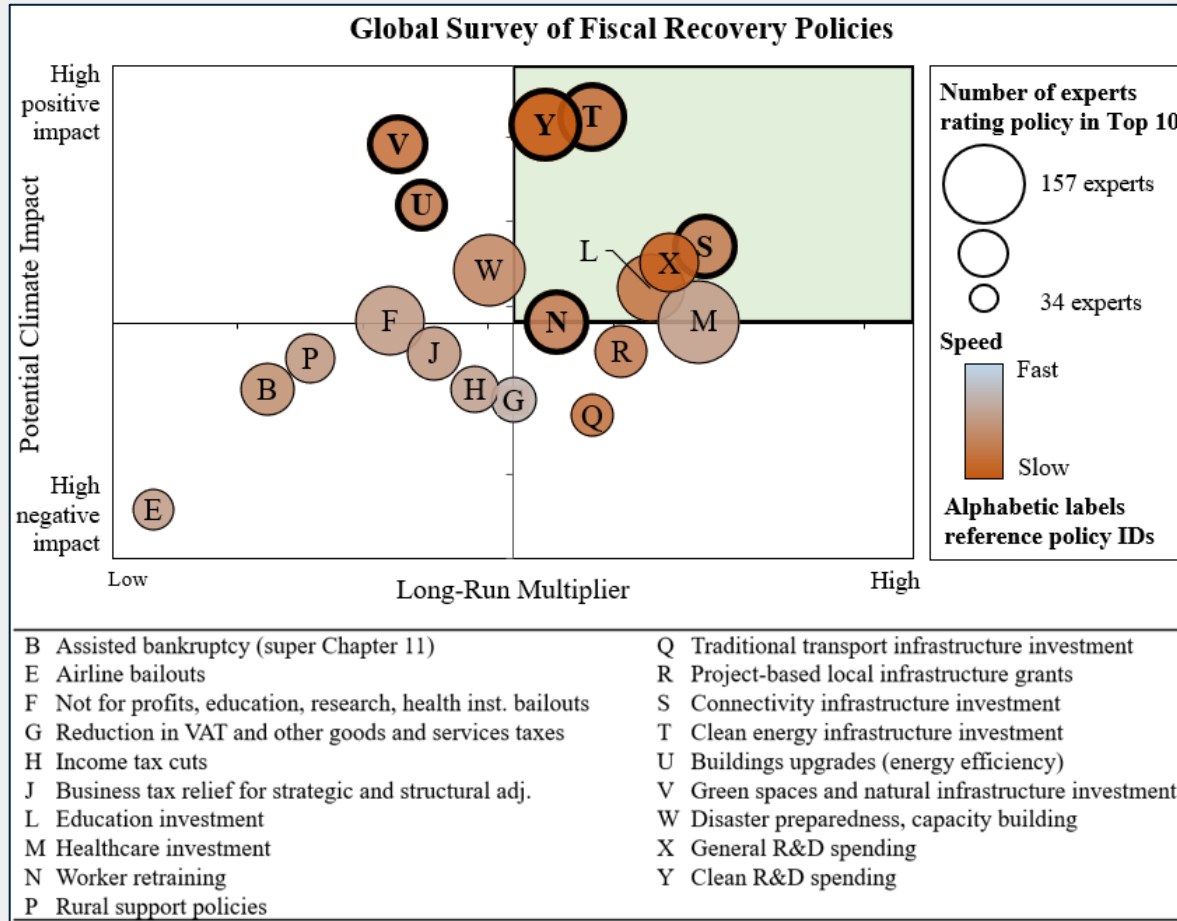 Global Survey of Fiscal Recovery Policies
High
positive
impact
Potential Climate Impact
High
negative
impact
V
U
Y
T
W
L
X
S
F
N
M
P
J
R
B
H
G
Q
E
Low
Long-Run Multiplier
High
Number of experts
rating policy in Top 10
157 experts
34 experts
Speed
Fast
Slow
Alphabetic labels
reference policy IDs
B Assisted bankruptcy (super Chapter 11)
E Airline bailouts
F Not for profits, education, research, health inst. bailouts
G Reduction in VAT and other goods and services taxes
H Income tax cuts
J Business tax relief for strategic and structural adj.
L Education investment
M Healthcare investment
N Worker retraining
P Rural support policies
Q Traditional transport infrastructure investment
R Project-based local infrastructure grants
S Connectivity infrastructure investment
T Clean energy infrastructure investment
U Buildings upgrades (energy efficiency)
V Green spaces and natural infrastructure investment
W Disaster preparedness, capacity building
X General R&D spending
Y Clean R&D spending